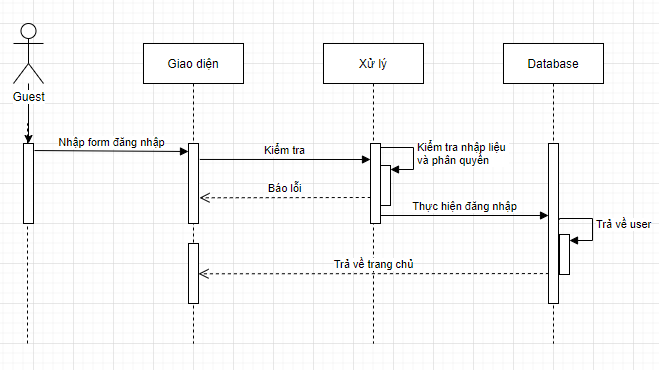 Giao diện
Xử lý
Database
Guest
Nhập form đăng nhập
Kiểm tra
Kiểm tra nhập liệu
và phân quyền
Báo lỗi
Thực hiện đăng nhập
Trả về user
Trả về trang chủ